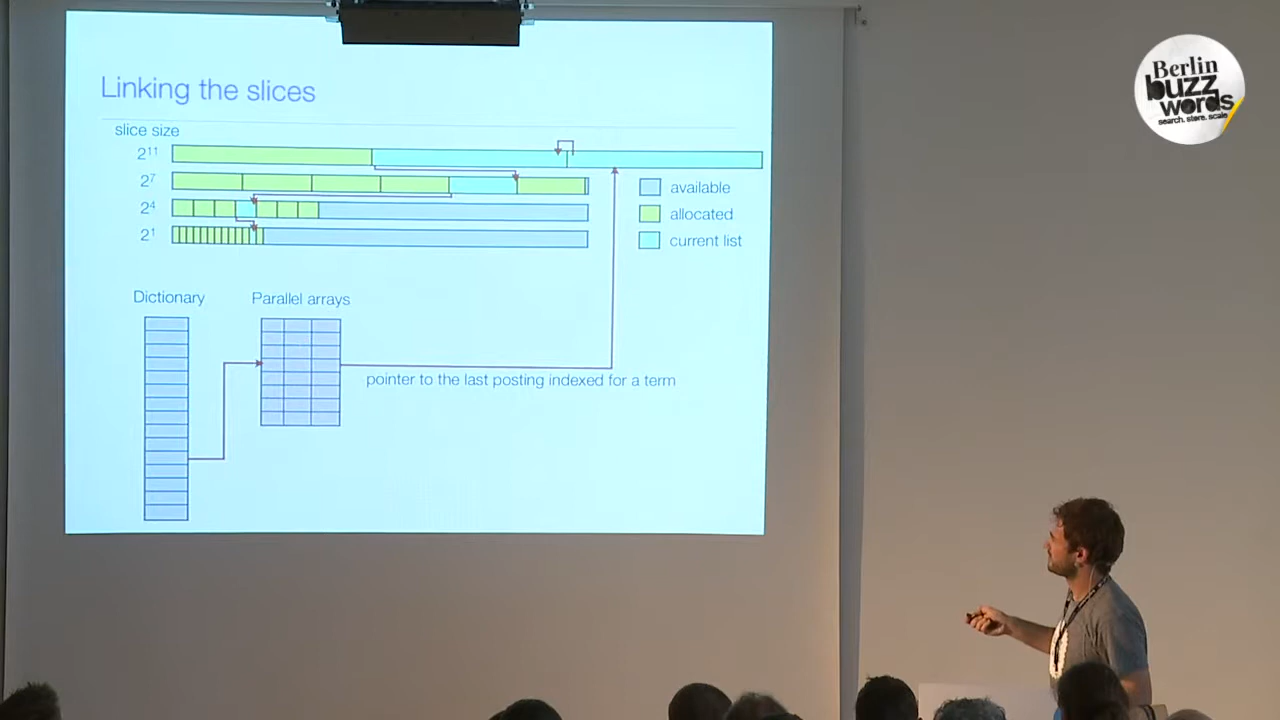 Linking the slices
slice size
2¹¹
2⁷
2⁴
2¹
available
allocated
current list
Dictionary
Parallel arrays
pointer to the last posting indexed for a term
Berlin
buzz
words
search. store. scale